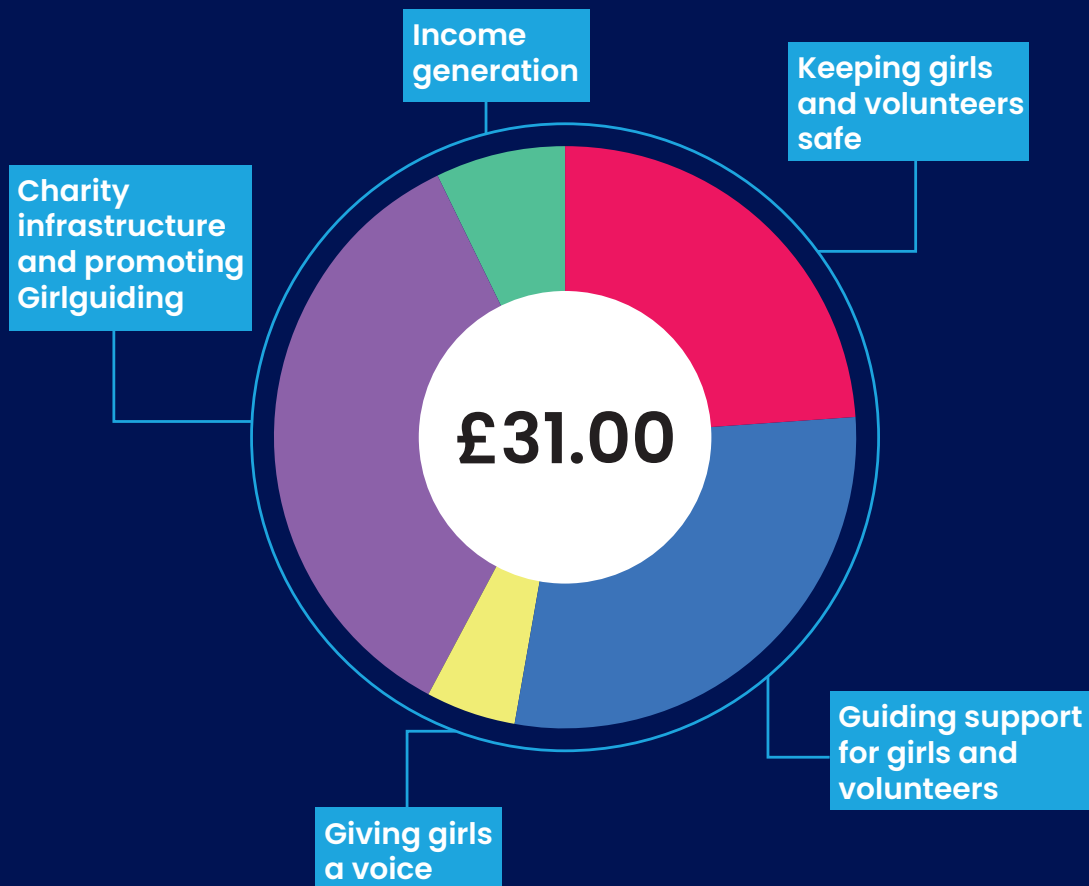 Income
generation
Keeping girls
and volunteers
safe
Charity
infrastructure
and promoting
Girlguiding
£31.00
Guiding support
for girls and
volunteers
Giving girls
a voice